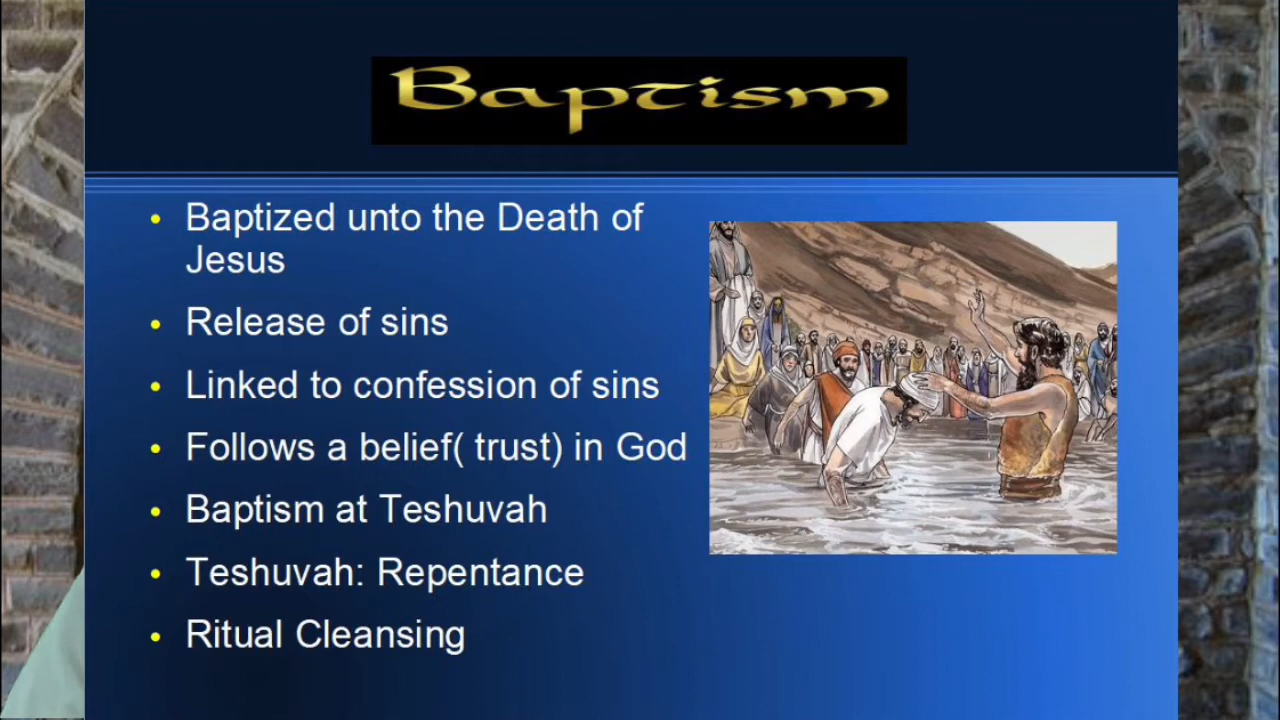 Baptism
• Baptized unto the Death of
Jesus
• Release of sins
• Linked to confession of sins
• Follows a belief( trust) in God
• Baptism at Teshuvah
• Teshuvah: Repentance
• Ritual Cleansing